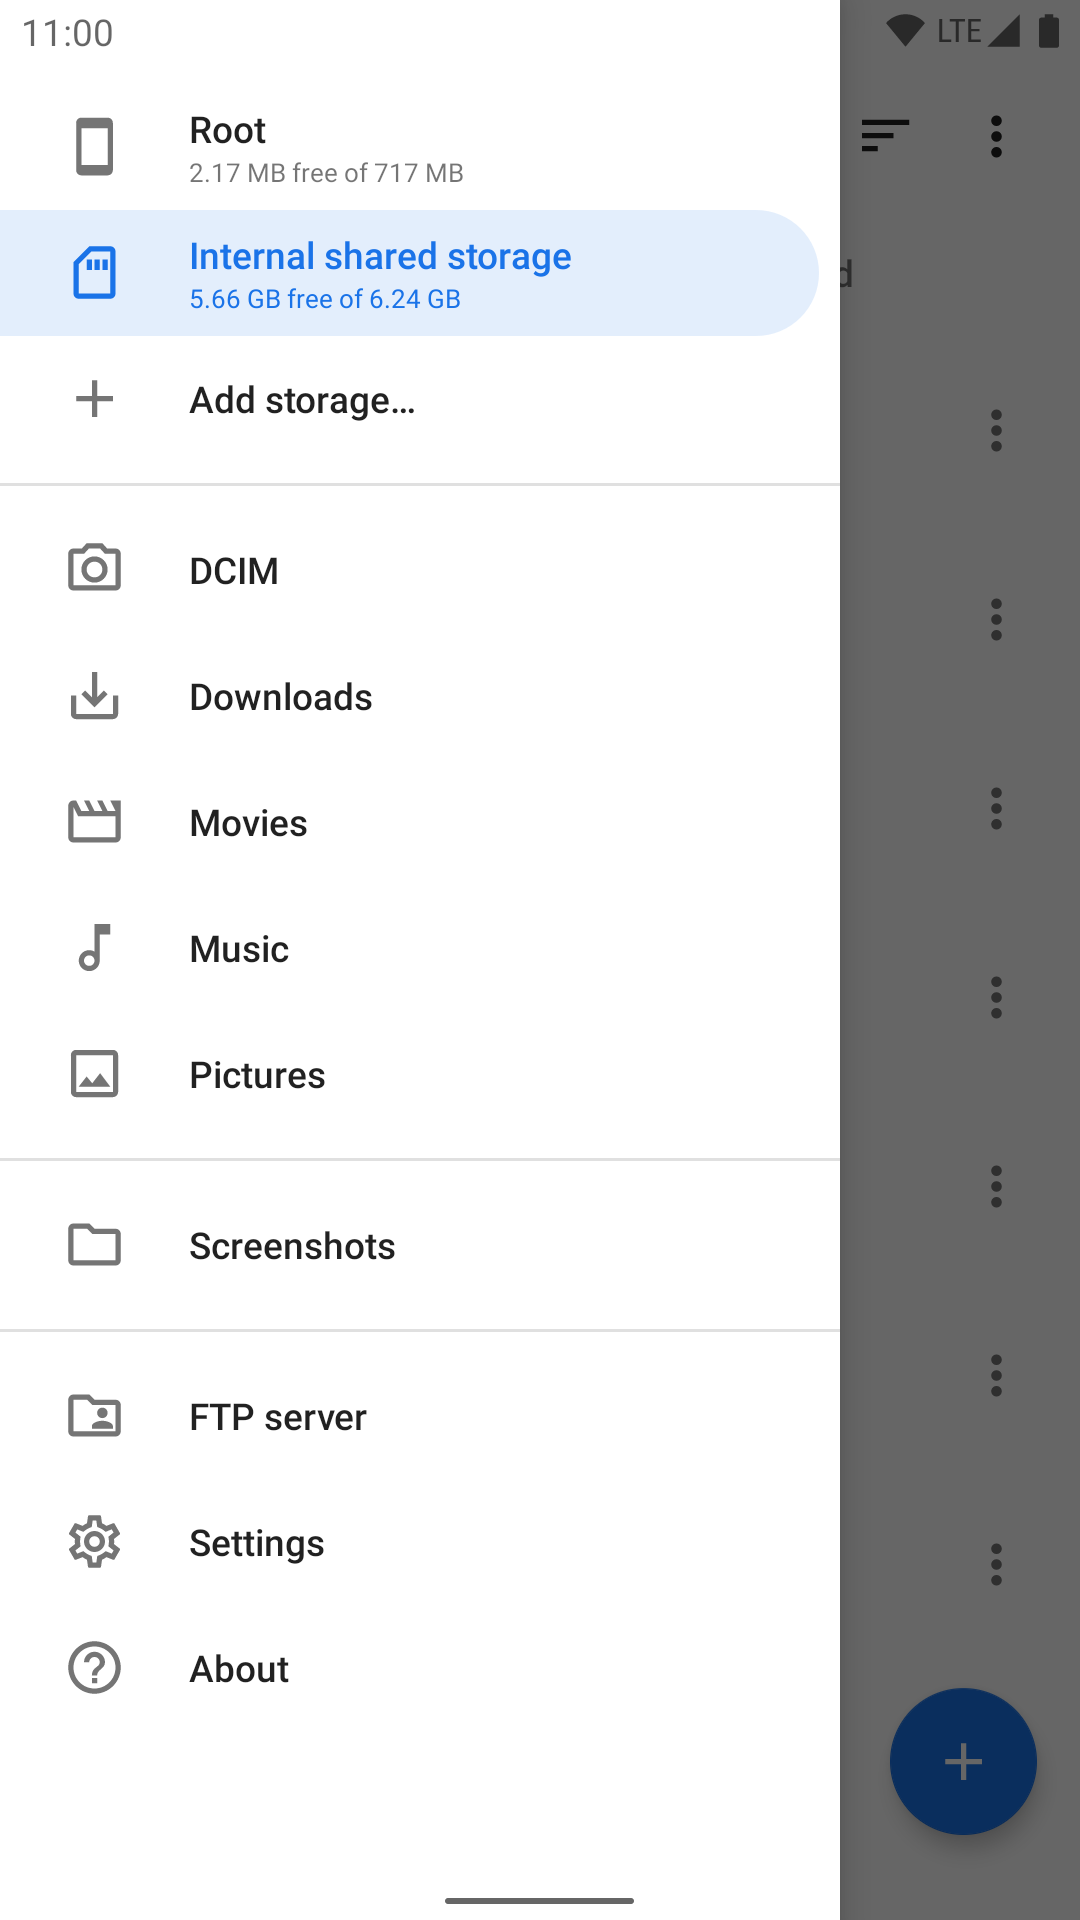 11:00
LTE
Root
2.17 MB free of 717 MB
Internal shared storage
5.66 GB free of 6.24 GB
Add storage…
DCIM
Downloads
Movies
Music
Pictures
Screenshots
FTP server
Settings
About